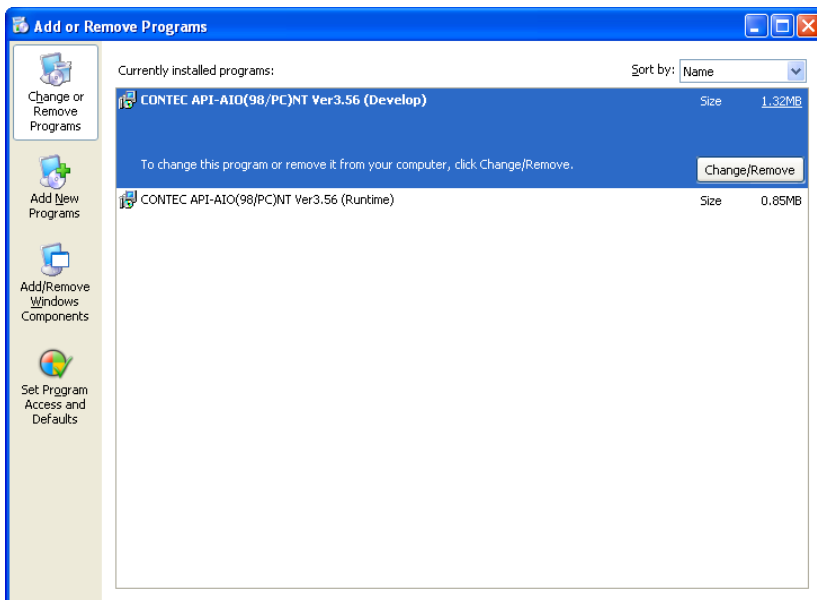 Add or Remove Programs
Change or
Remove
Programs
Add New
Programs
Add/Remove
Windows
Components
Set Program
Access and
Defaults
Currently installed programs:
Sort by: Name
CONTEC API-AIO(98/PC)NT Ver3.56 (Develop) Size 1.32MB
To change this program or remove it from your computer, click Change/Remove. Change/Remove
CONTEC API-AIO(98/PC)NT Ver3.56 (Runtime) Size 0.85MB